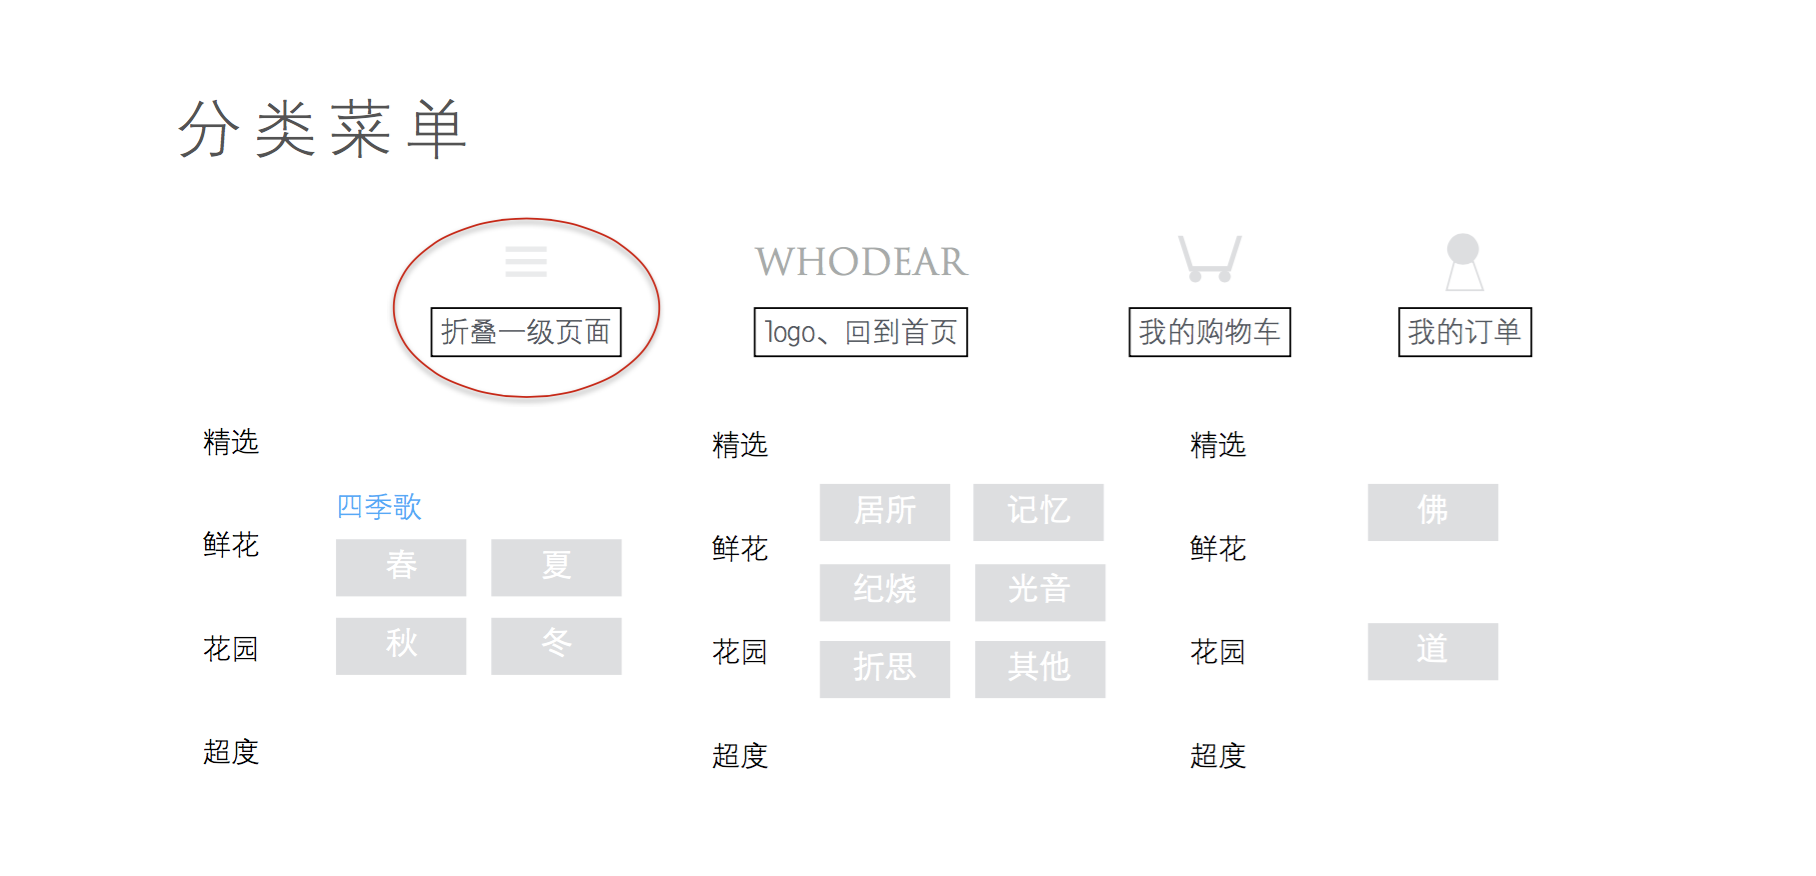 分类菜单
WHODEAR
折叠一级页面
logo、回到首页
我的购物车
我的订单
精选
四季歌
鲜花
春 夏
花园
秋 冬
超度
精选
居所 记忆
鲜花
纪烧 光音
花园
折思 其他
超度
精选
佛
鲜花
花园
道
超度